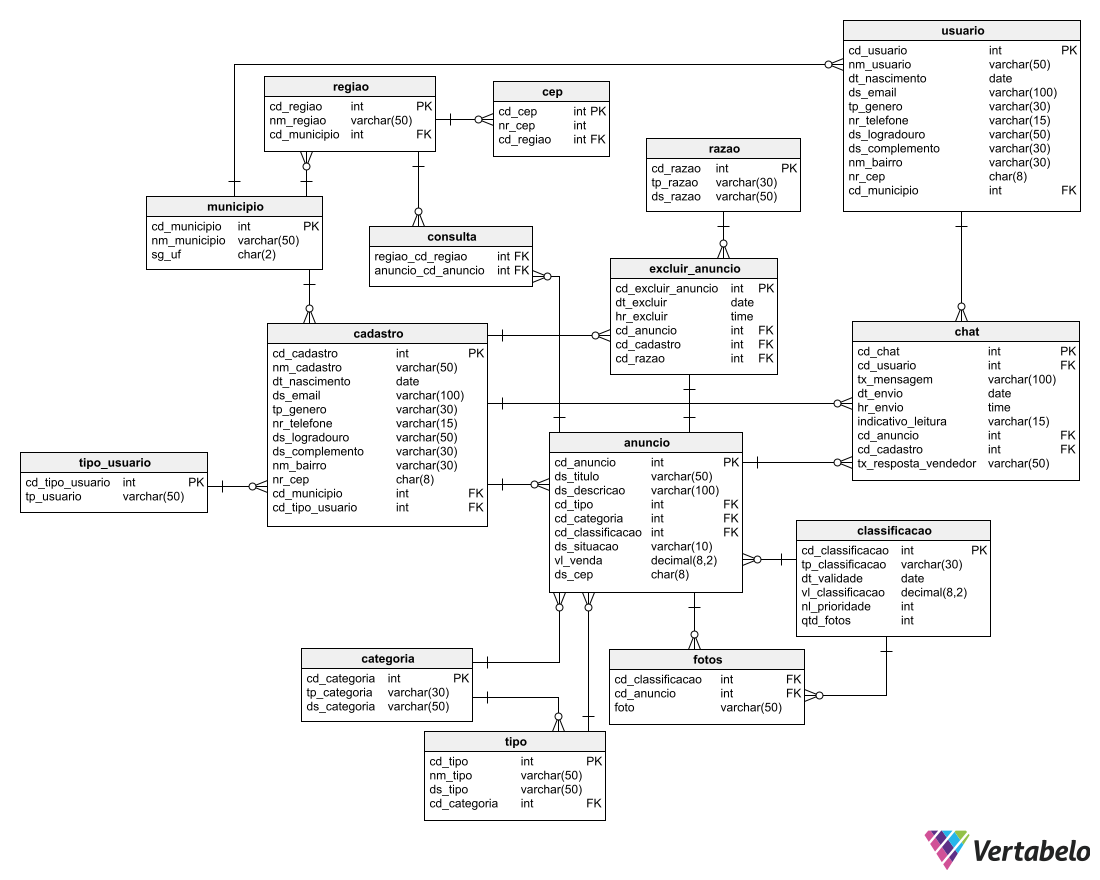 usuario
cd_usuario int PK
nm_usuario varchar(50)
dt_nascimento date
ds_email varchar(100)
tp_genero varchar(30)
nr_telefone varchar(15)
ds_logradouro varchar(50)
ds_complemento varchar(30)
nm_bairro varchar(30)
nr_cep char(8)
cd_municipio int FK
regiao
cd_regiao int PK
nm_regiao varchar(50)
cd_municipio int FK
cep
cd_cep int PK
nr_cep int
cd_regiao int FK
razao
cd_razao int PK
tp_razao varchar(30)
ds_razao varchar(50)
municipio
cd_municipio int PK
nm_municipio varchar(50)
sg_uf char(2)
consulta
regiao_cd_regiao int FK
anuncio_cd_anuncio int FK
excluir_anuncio
cd_excluir_anuncio int PK
dt_excluir date
hr_excluir time
cd_anuncio int FK
cd_cadastro int FK
cd_razao int FK
cadastro
cd_cadastro int PK
nm_cadastro varchar(50)
dt_nascimento date
ds_email varchar(100)
tp_genero varchar(30)
nr_telefone varchar(15)
ds_logradouro varchar(50)
ds_complemento varchar(30)
nm_bairro varchar(30)
nr_cep char(8)
cd_municipio int FK
cd_tipo_usuario int FK
chat
cd_chat int PK
cd_usuario int FK
tx_mensagem varchar(100)
dt_envio date
hr_envio time
indicativo_leitura varchar(15)
cd_anuncio int FK
cd_cadastro int FK
tx_resposta_vendedor varchar(50)
tipo_usuario
cd_tipo_usuario int PK
tp_usuario varchar(50)
anuncio
cd_anuncio int PK
ds_titulo varchar(50)
ds_descricao varchar(100)
cd_tipo int FK
cd_categoria int FK
cd_classificacao int FK
ds_situacao varchar(10)
vl_venda decimal(8,2)
ds_cep char(8)
classificacao
cd_classificacao int PK
tp_classificacao varchar(30)
dt_validade date
vl_classificacao decimal(8,2)
nl_prioridade int
qtd_fotos int
categoria
cd_categoria int PK
tp_categoria varchar(30)
ds_categoria varchar(50)
fotos
cd_classificacao int FK
cd_anuncio int FK
foto varchar(50)
tipo
cd_tipo int PK
nm_tipo varchar(50)
ds_tipo varchar(50)
cd_categoria int FK
Vertabelo